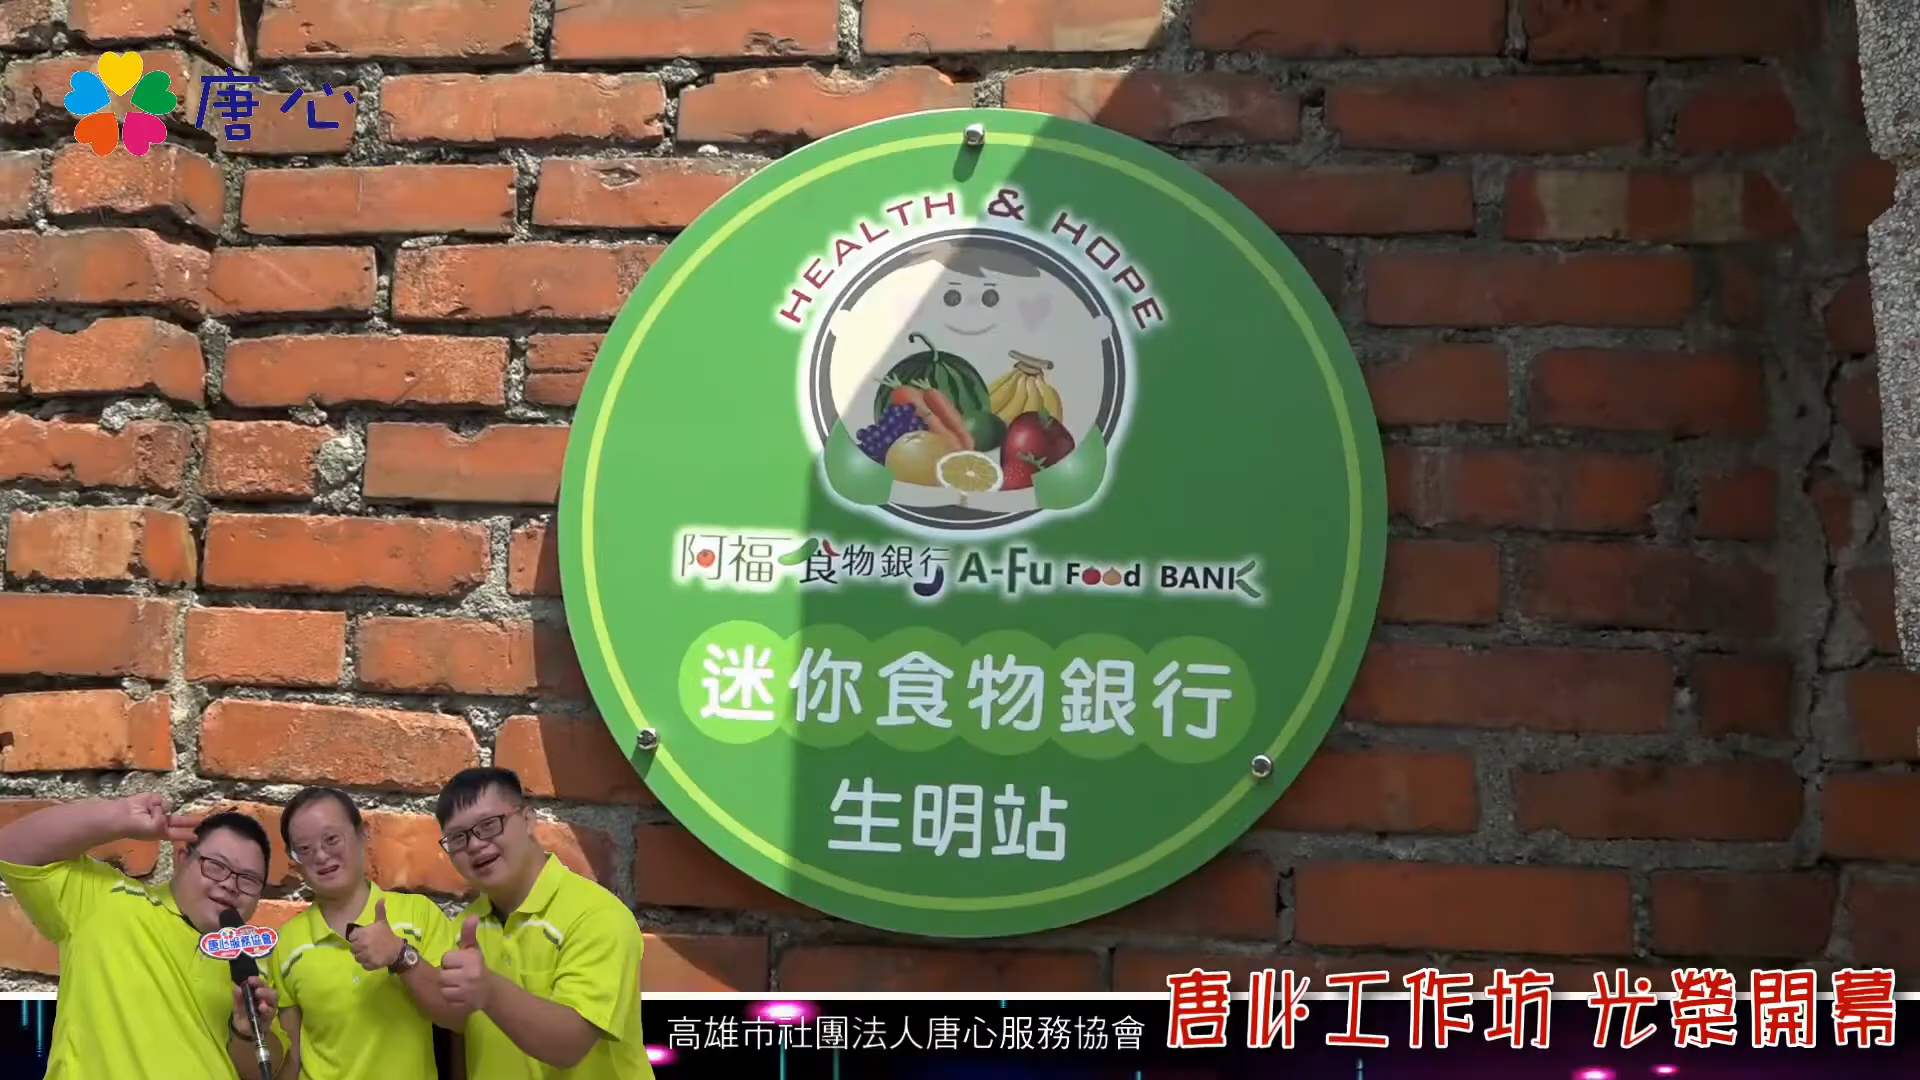 唐心
HEALTH & HOPE
阿福食物銀行 A-Fu Food BANK
迷你食物銀行
生明站
唐心服務協會
高雄市社團法人唐心服務協會
唐心工作坊 光榮開幕